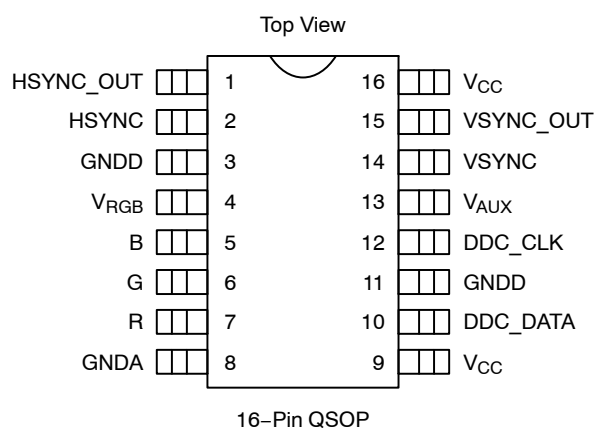 Top View
HSYNC_OUT 1 16 VCC
HSYNC 2 15 VSYNC_OUT
GNDD 3 14 VSYNC
VRGB 4 13 VAUX
B 5 12 DDC_CLK
G 6 11 GNDD
R 7 10 DDC_DATA
GNDA 8 9 VCC
16−Pin QSOP